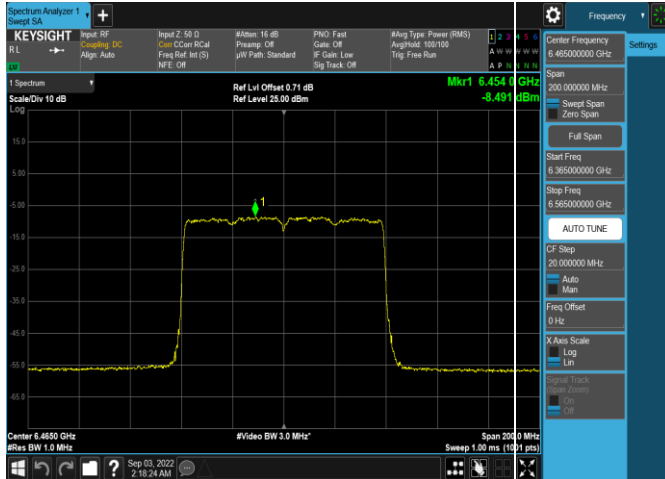 Spectrum Analyzer 1
Swept SA
+
Frequency
KEYSIGHT
RL
Input: RF
Coupling: DC
Align: Auto
Input Z: 50 Ω
Corr CCorr RCal
Freq Ref: Int (S)
NFE: Off
#Atten: 16 dB
Preamp: Off
µW Path: Standard
PNO: Fast
Gate: Off
IF Gain: Low
Sig Track: Off
#Avg Type: Power (RMS)
Avg|Hold: 100/100
Trig: Free Run
1 2 3 4 5 6
A W W W W W
A P N N N N
Center Frequency
6.465000000 GHz
Settings
Span
200.000000 MHz
Swept Span
Zero Span
Full Span
Start Freq
6.365000000 GHz
Stop Freq
6.565000000 GHz
AUTO TUNE
CF Step
20.000000 MHz
Auto
Man
Freq Offset
0 Hz
X Axis Scale
Log
Lin
Signal Track
(Span Zoom)
On
Off
1 Spectrum
Scale/Div 10 dB
Log
Ref Lvl Offset 0.71 dB
Ref Level 25.00 dBm
Mkr1 6.454 0 GHz
-8.491 dBm
15.0
5.00
-5.00
-15.0
-25.0
-35.0
-45.0
-55.0
-65.0
1
Center 6.4650 GHz
#Res BW 1.0 MHz
#Video BW 3.0 MHz*
Span 200.0 MHz
Sweep 1.00 ms (1001 pts)
?
Sep 03, 2022
2:18:24 AM